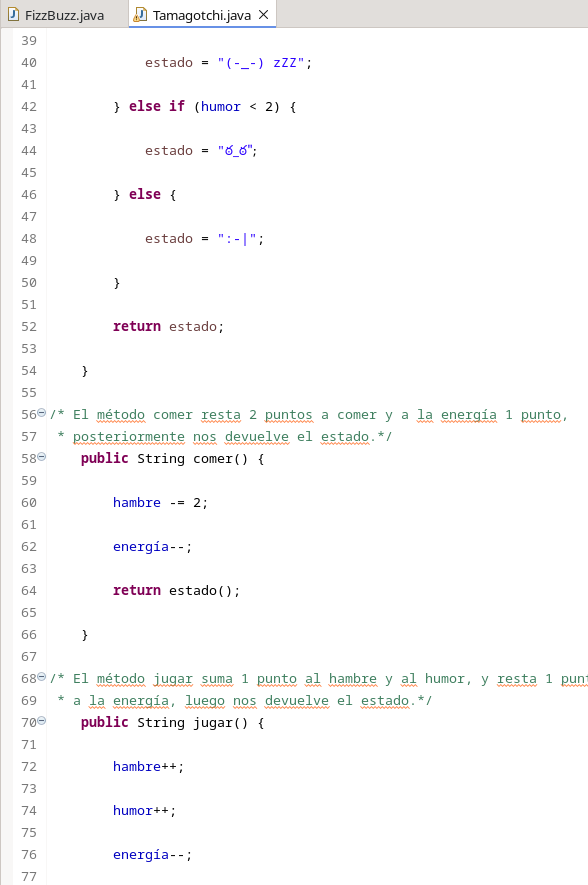 FizzBuzz.java Tamagotchi.java
39
40 estado = "(-_-) zZZ";
41
42 } else if (humor < 2) {
43
44 estado = "ಠ_ಠ";
45
46 } else {
47
48 estado = ":-|";
49
50 }
51
52 return estado;
53
54 }
55
56 /* El método comer resta 2 puntos a comer y a la energía 1 punto,
57 * posteriormente nos devuelve el estado.*/
58 public String comer() {
59
60 hambre -= 2;
61
62 energía--;
63
64 return estado();
65
66 }
67
68 /* El método jugar suma 1 punto al hambre y al humor, y resta 1 punt
69 * a la energía, luego nos devuelve el estado.*/
70 public String jugar() {
71
72 hambre++;
73
74 humor++;
75
76 energía--;
77